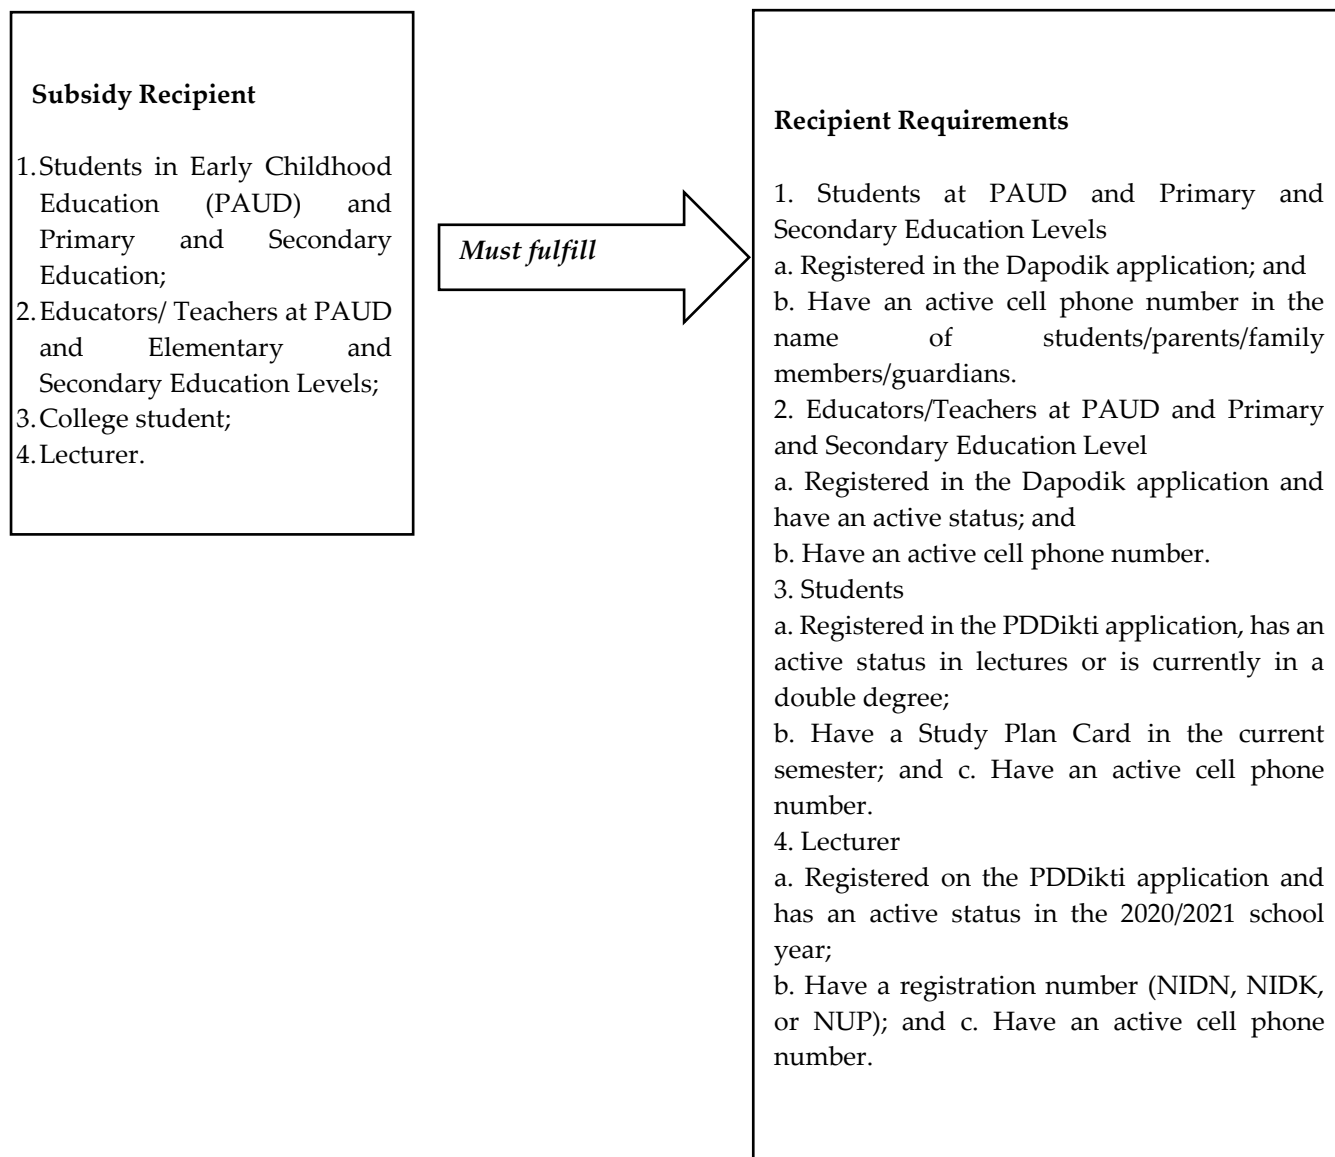 Subsidy Recipient
1. Students in Early Childhood
Education (PAUD) and
Primary and Secondary
Education;
2. Educators/ Teachers at PAUD
and Elementary and
Secondary Education Levels;
3. College student;
4. Lecturer.
Must fulfill
Recipient Requirements
1. Students at PAUD and Primary and
Secondary Education Levels
a. Registered in the Dapodik application; and
b. Have an active cell phone number in the
name of students/parents/family
members/guardians.
2. Educators/Teachers at PAUD and Primary
and Secondary Education Level
a. Registered in the Dapodik application and
have an active status; and
b. Have an active cell phone number.
3. Students
a. Registered in the PDDikti application, has an
active status in lectures or is currently in a
double degree;
b. Have a Study Plan Card in the current
semester; and c. Have an active cell phone
number.
4. Lecturer
a. Registered on the PDDikti application and
has an active status in the 2020/2021 school
year;
b. Have a registration number (NIDN, NIDK,
or NUP); and c. Have an active cell phone
number.